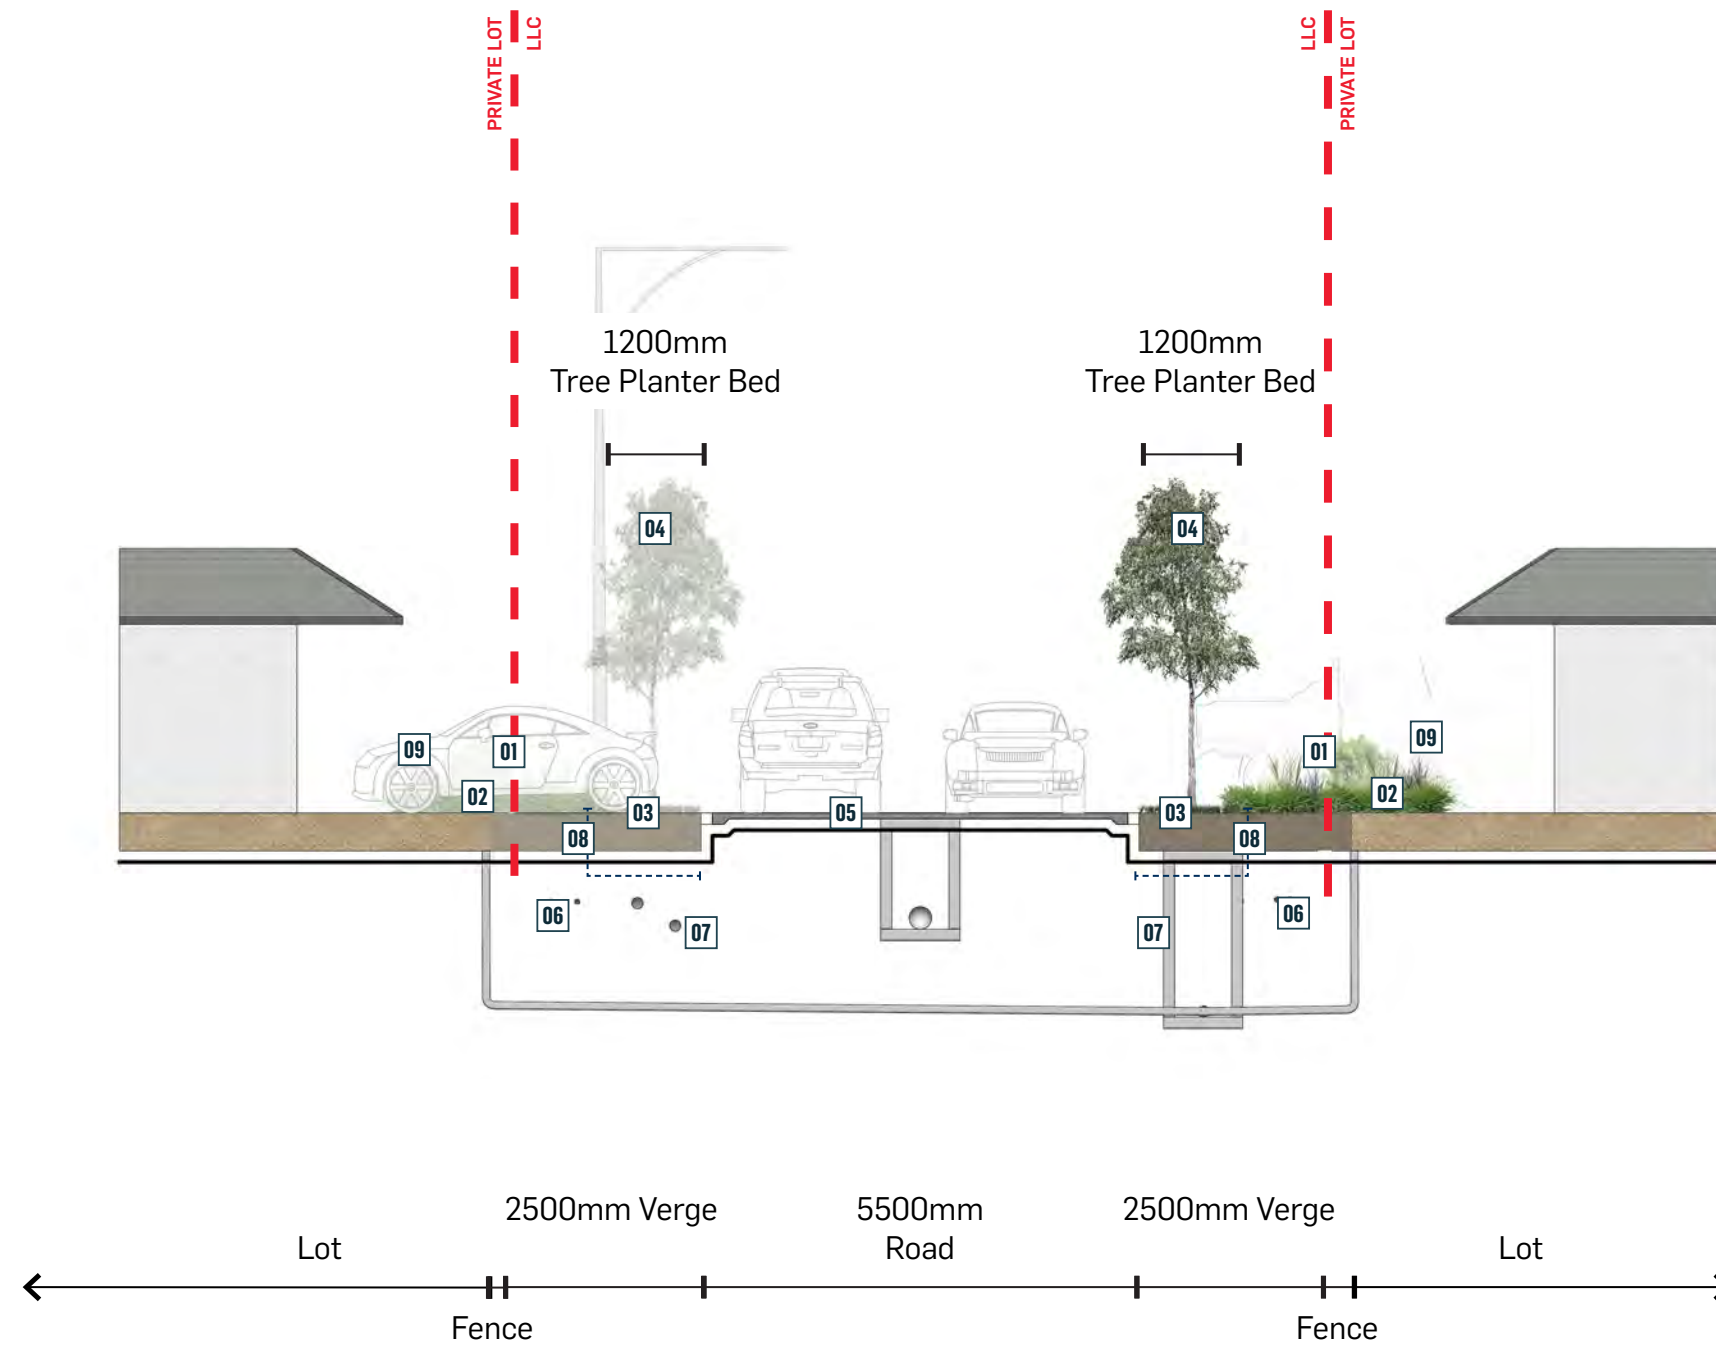 PRIVATE LOT
LLC
LLC
PRIVATE LOT
1200mm
Tree Planter Bed
1200mm
Tree Planter Bed
04
04
09
01
02
03
08
05
01
09
02
03
08
06
07
07
06
2500mm Verge
5500mm
Road
2500mm Verge
Lot
Lot
Fence
Fence